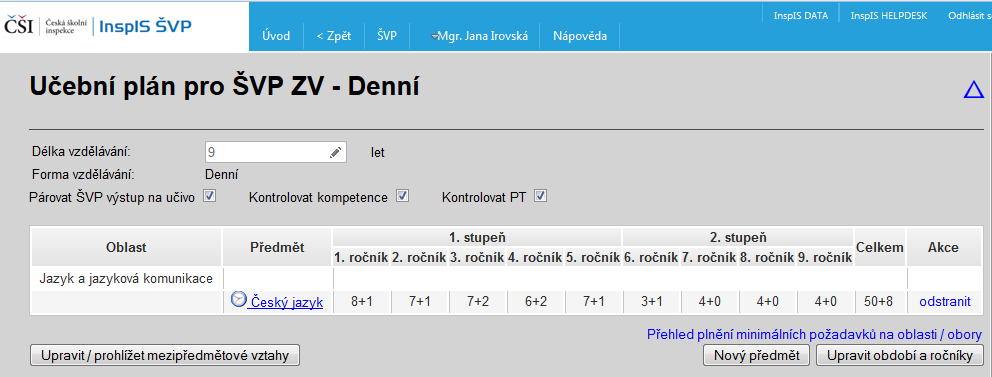 InspIS DATA InspIS HELPDESK Odhlásit s
ČŠI Česká školní inspekce InspIS ŠVP
Úvod < Zpět ŠVP Mgr. Jana Irovská Nápověda
Učební plán pro ŠVP ZV - Denní
Délka vzdělávání: 9 let
Forma vzdělávání: Denní
Párovat ŠVP výstup na učivo Kontrolovat kompetence Kontrolovat PT
Oblast Předmět 1. stupeň 2. stupeň Celkem Akce
1. ročník 2. ročník 3. ročník 4. ročník 5. ročník 6. ročník 7. ročník 8. ročník 9. ročník
Jazyk a jazyková komunikace
Český jazyk 8+1 7+1 7+2 6+2 7+1 3+1 4+0 4+0 4+0 50+8 odstranit
Přehled plnění minimálních požadavků na oblasti / obory
Upravit / prohlížet mezipředmětové vztahy Nový předmět Upravit období a ročníky